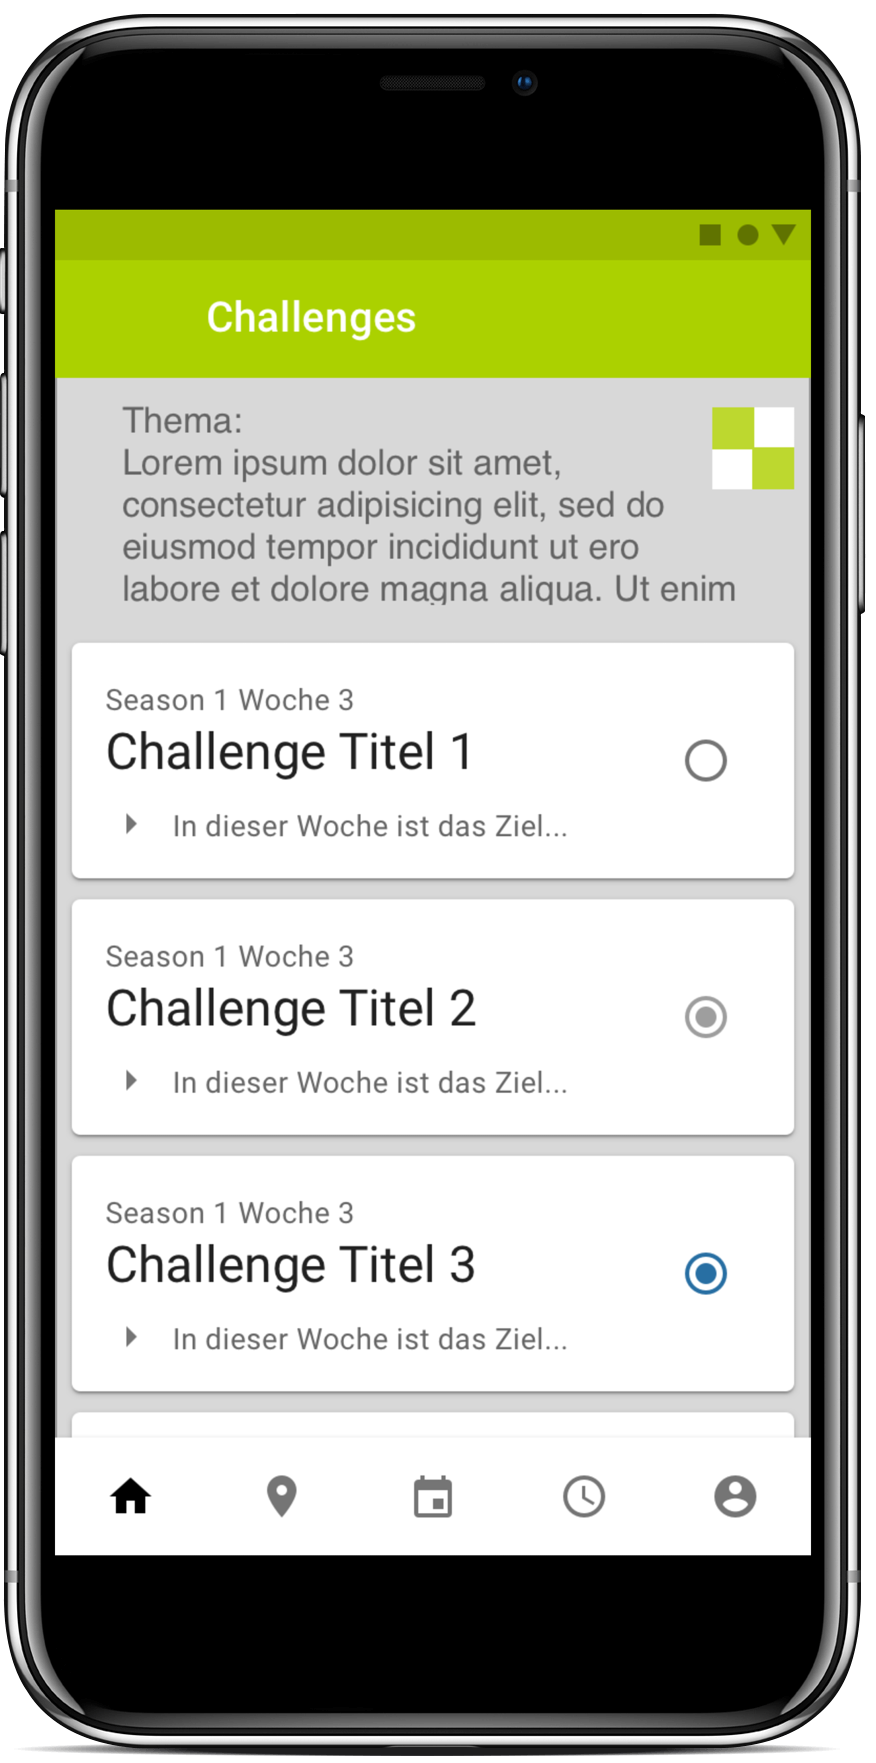 Challenges
Thema:
Lorem ipsum dolor sit amet,
consectetur adipisicing elit, sed do
eiusmod tempor incididunt ut ero
labore et dolore magna aliqua. Ut enim
Season 1 Woche 3
Challenge Titel 1
In dieser Woche ist das Ziel...
Season 1 Woche 3
Challenge Titel 2
In dieser Woche ist das Ziel...
Season 1 Woche 3
Challenge Titel 3
In dieser Woche ist das Ziel...